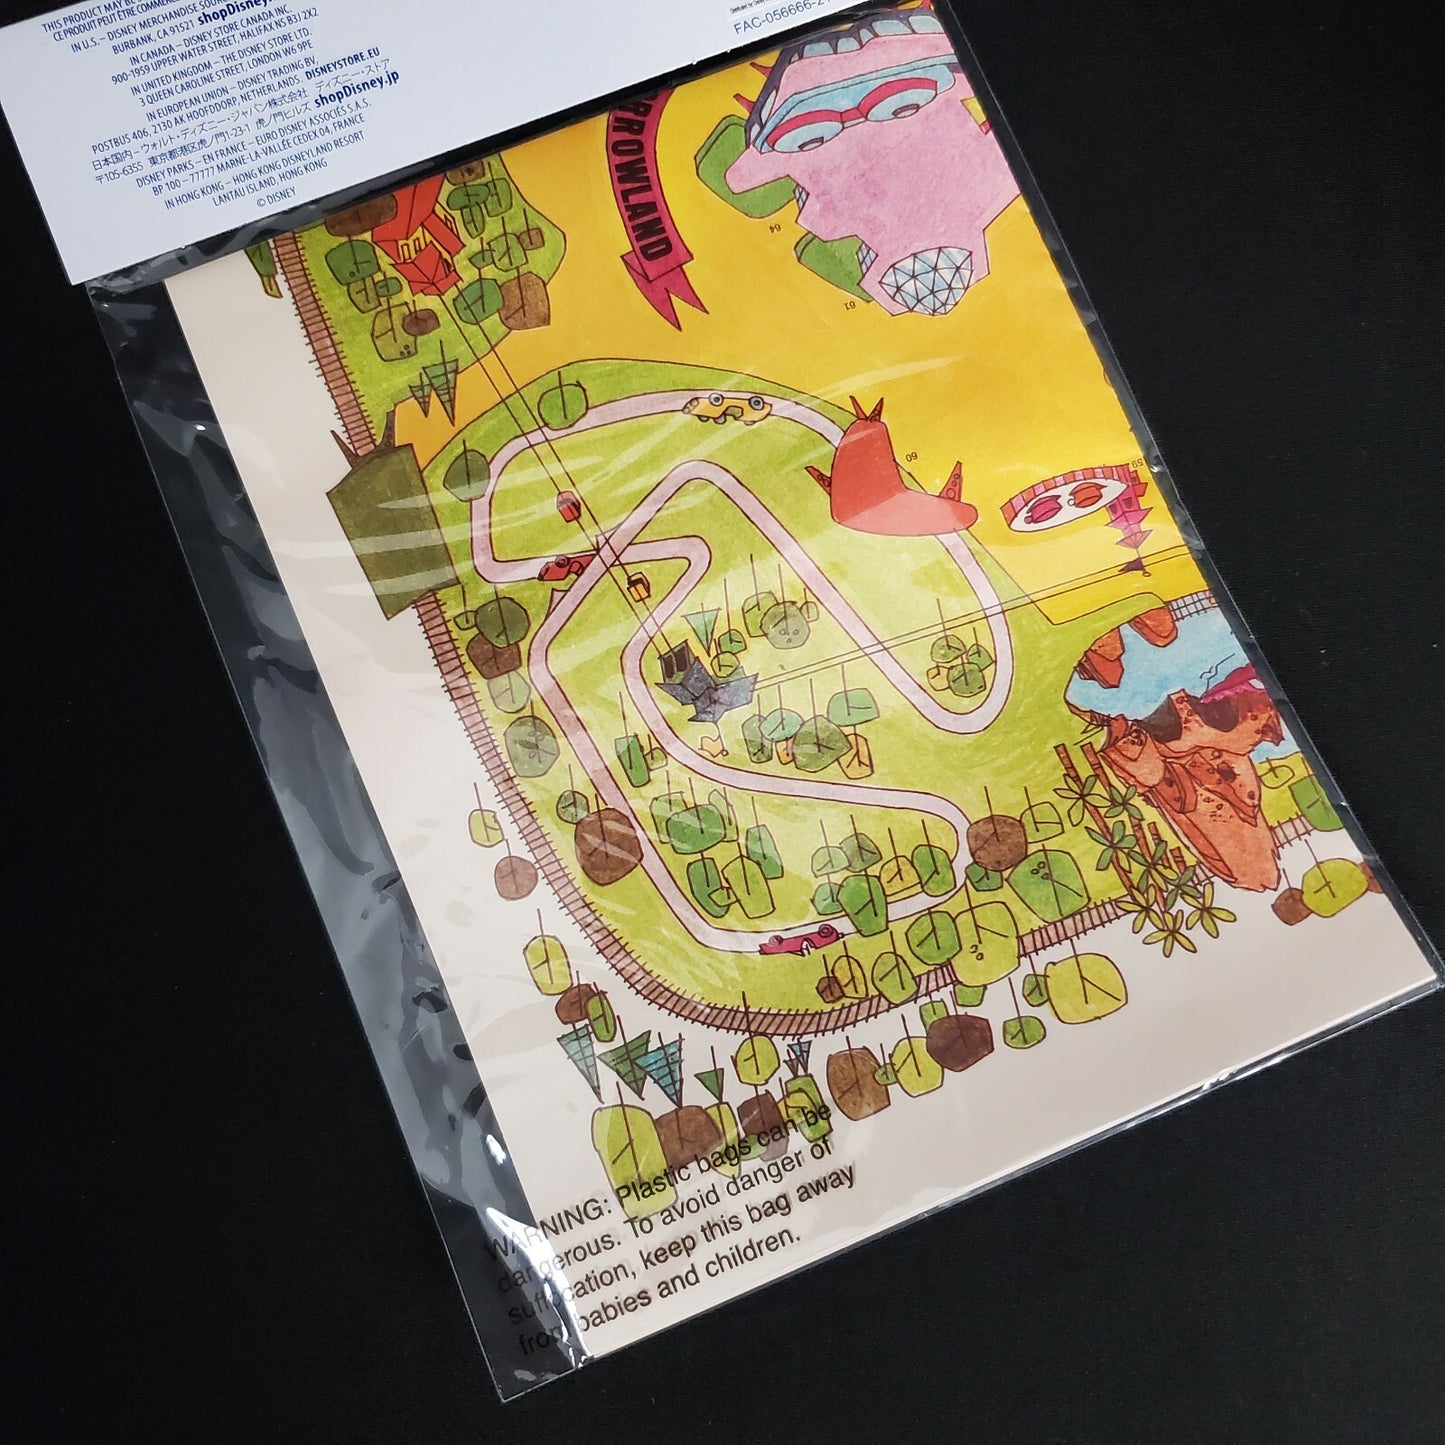 THIS PRODUCT MAY BE
CE PRODUIT PEUT ÊTRE COMMERC
IN U.S. – DISNEY MERCHANDISE
BURBANK, CA 91521 shopDisney
IN CANADA – DISNEY STORE CANADA INC.
900-1959 UPPER WATER STREET, HALIFAX NS B3J 2X2
IN UNITED KINGDOM – THE DISNEY STORE LTD.
3 QUEEN CAROLINE STREET, LONDON W6 9PE
IN EUROPEAN UNION – DISNEY TRADING BV,
POSTBUS 406, 2130 AK HOOFDDORP, NETHERLANDS. DISNEYSTORE.EU
日本国内 – ウォルト・ディズニー・ジャパン株式会社 ディズニー・ストア
〒105-6355 東京都港区虎ノ門1-23-1 虎ノ門ヒルズ shopDisney.jp
DISNEY PARKS – EN FRANCE – EURO DISNEY ASSOCIÉS S.A.S.
BP 100 – 77777 MARNE-LA-VALLÉE CEDEX 04, FRANCE
IN HONG KONG – HONG KONG DISNEYLAND RESORT
LANTAU ISLAND, HONG KONG
© DISNEY
FAC-056666-2
RROWLAND
64
61
60
59
WARNING: Plastic bags can be
dangerous. To avoid danger of
suffocation, keep this bag away
from babies and children.